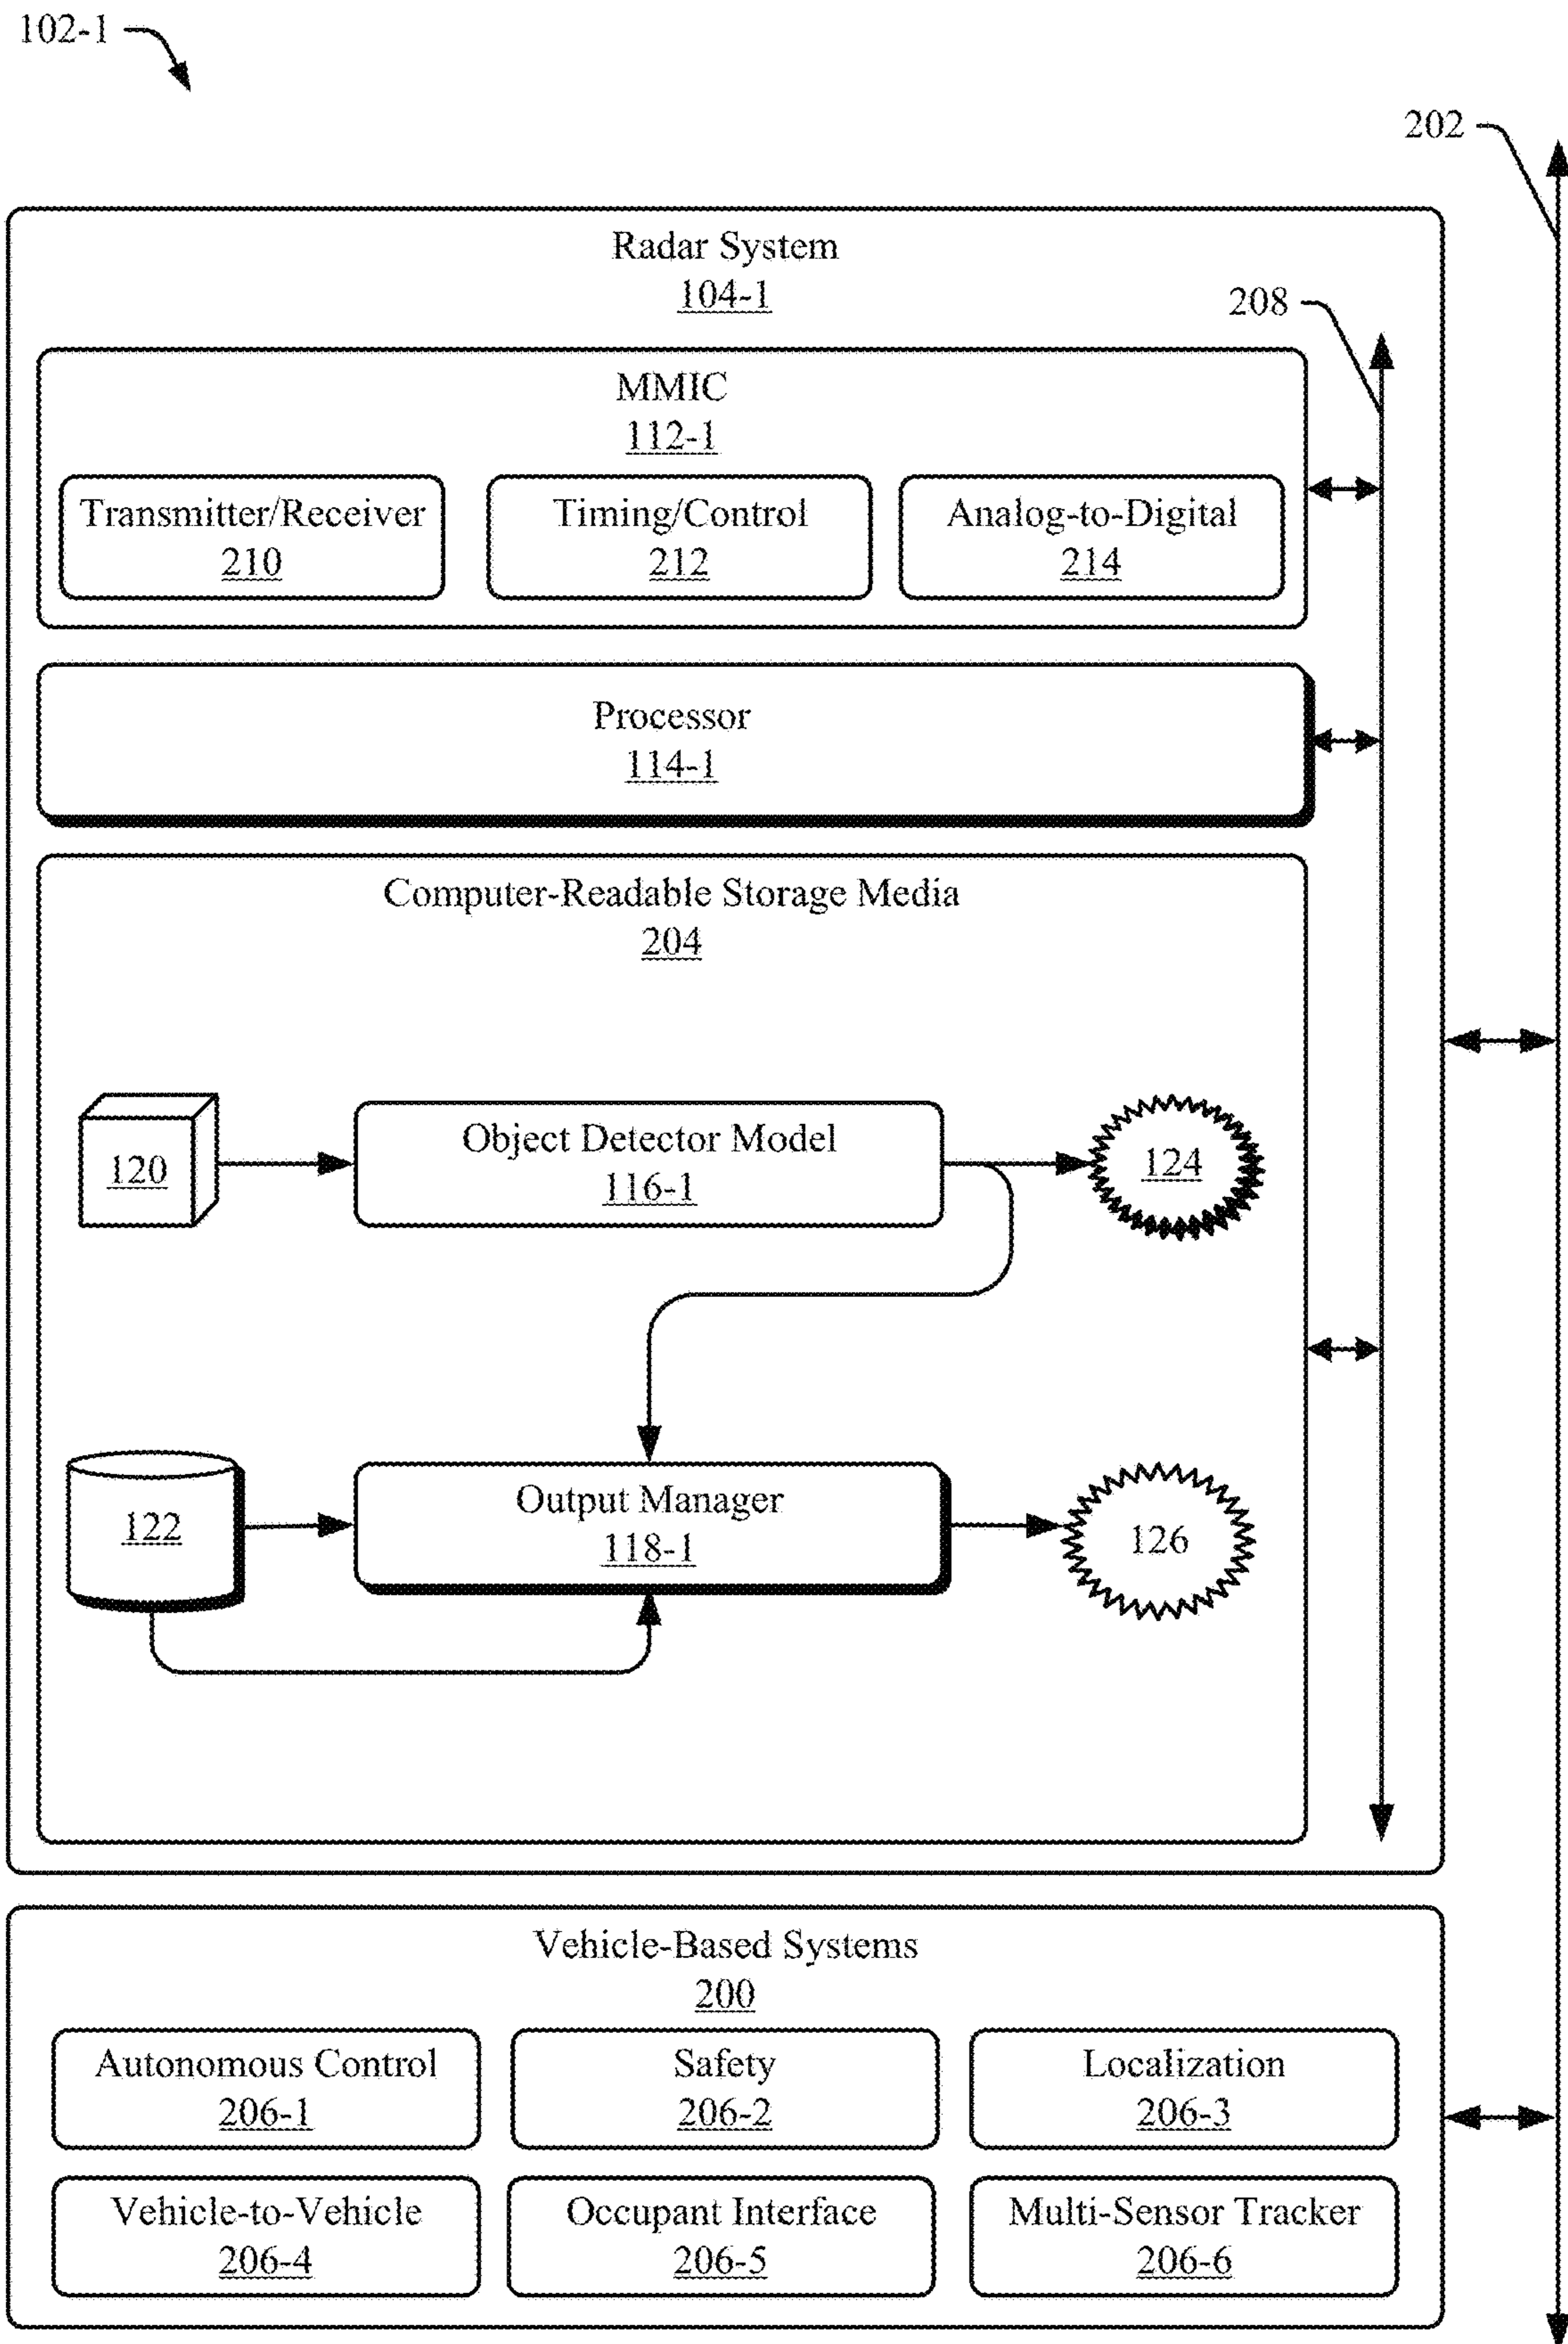 102-1
202
Radar System
104-1
208
MMIC
112-1
Transmitter/Receiver
210
Timing/Control
212
Analog-to-Digital
214
Processor
114-1
Computer-Readable Storage Media
204
120
Object Detector Model
116-1
124
122
Output Manager
118-1
126
Vehicle-Based Systems
200
Autonomous Control
206-1
Safety
206-2
Localization
206-3
Vehicle-to-Vehicle
206-4
Occupant Interface
206-5
Multi-Sensor Tracker
206-6